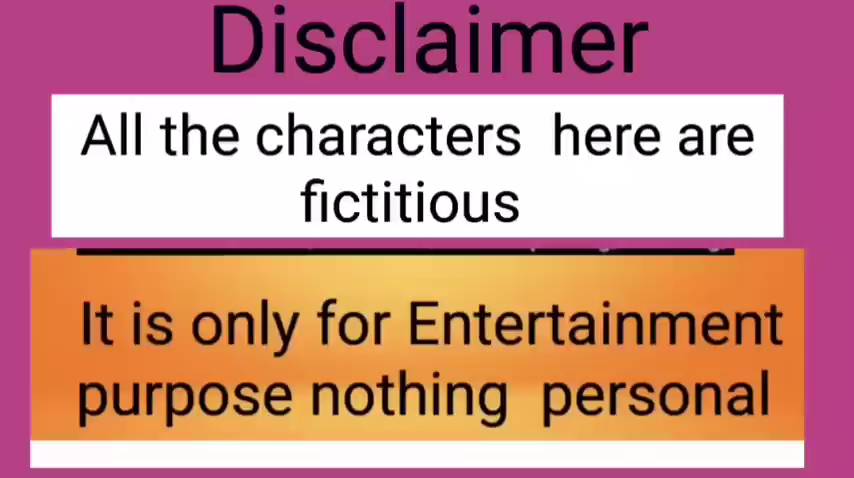 Disclaimer
All the characters here are
fictitious
It is only for Entertainment
purpose nothing personal